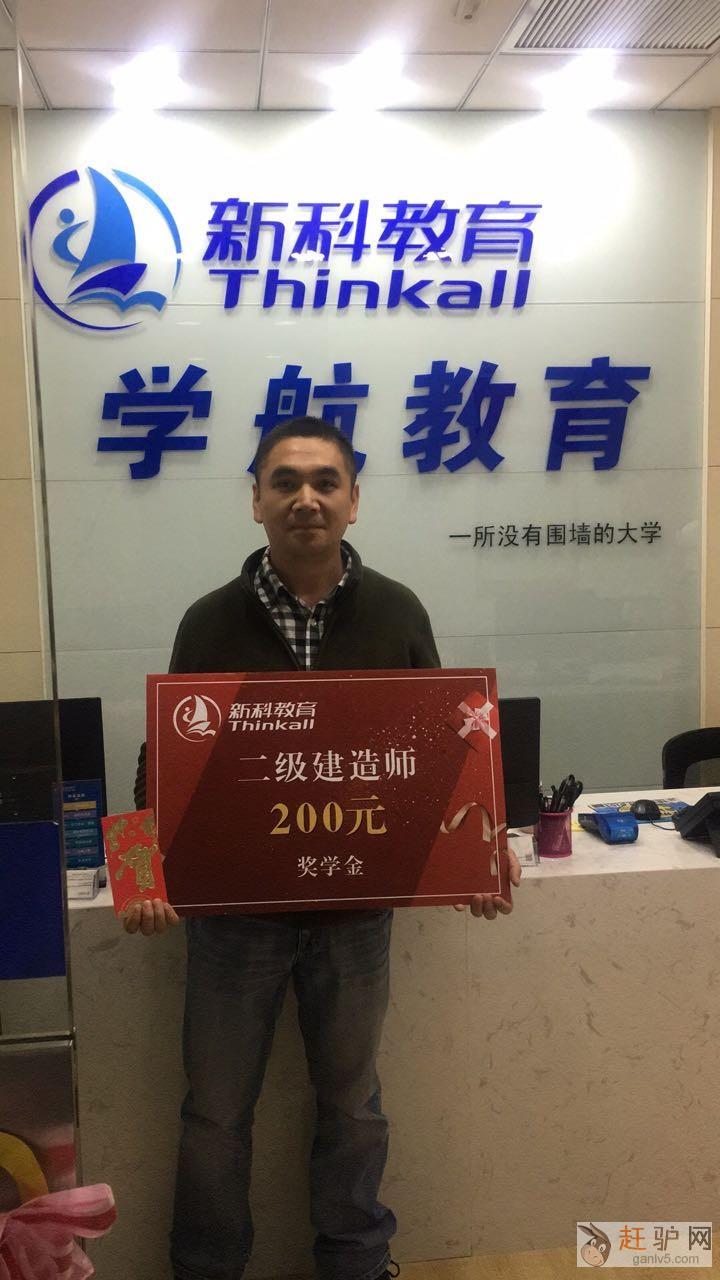 新科教育
Thinkall
学航教育
一所没有围墙的大学
新科教育
Thinkall
二级建造师
200元
奖学金
赶驴网
ganlv5.com